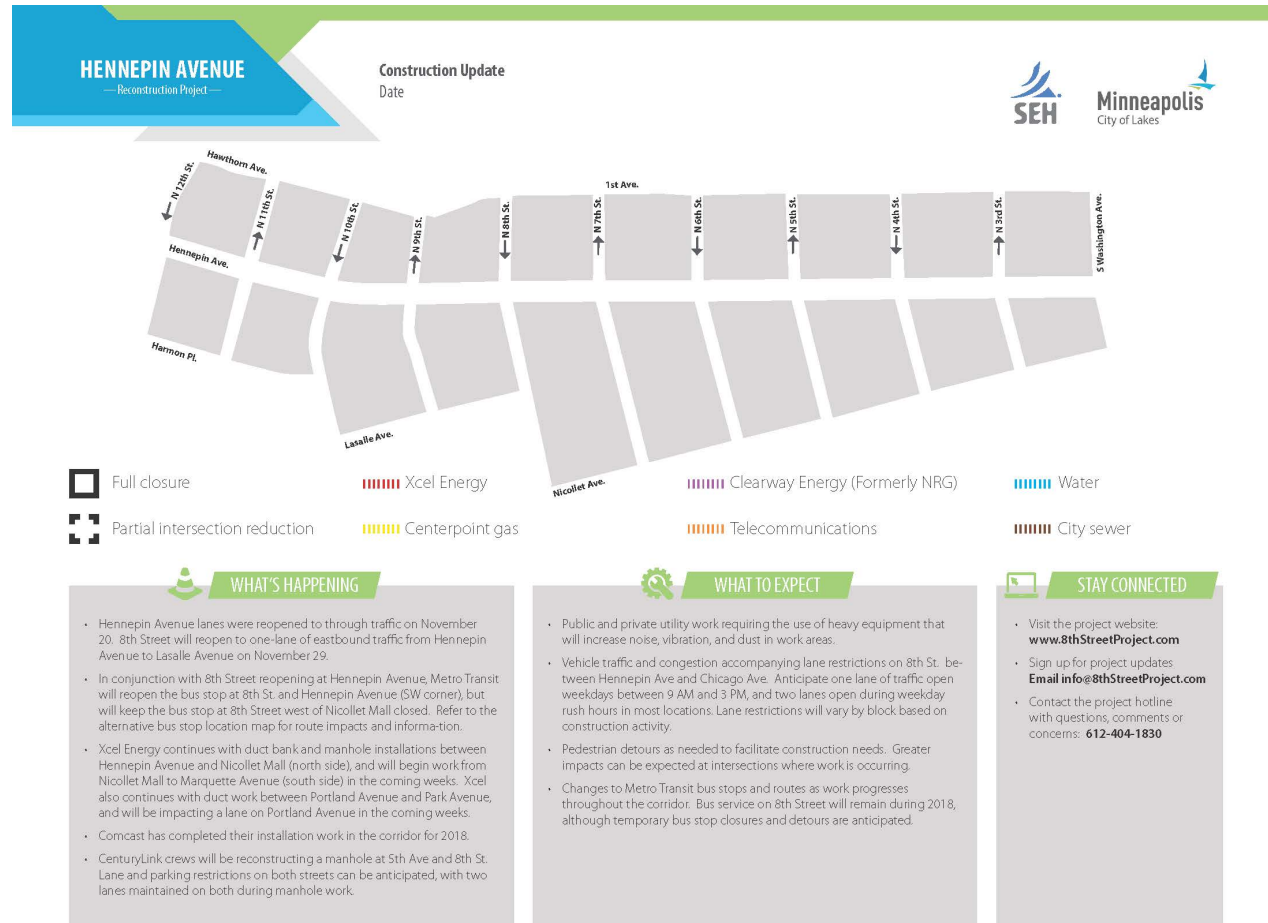 HENNEPIN AVENUE
Reconstruction Project
Construction Update
Date
SEH
Minneapolis
City of Lakes
Hawthorn Ave.
N 12th St.
N 11th St.
N 10th St.
N 9th St.
N 8th St.
1st Ave.
N 7th St.
N 6th St.
N 5th St.
N 4th St.
N 3rd St.
S Washington Ave.
Hennepin Ave.
Harmon Pl.
Lasalle Ave.
Nicollet Ave.
Full closure
Xcel Energy
Clearway Energy (Formerly NRG)
Water
Partial intersection reduction
Centerpoint gas
Telecommunications
City sewer
WHAT'S HAPPENING
• Hennepin Avenue lanes were reopened to through traffic on November
20. 8th Street will reopen to one-lane of eastbound traffic from Hennepin
Avenue to Lasalle Avenue on November 29.
• In conjunction with 8th Street reopening at Hennepin Avenue, Metro Transit
will reopen the bus stop at 8th St. and Hennepin Avenue (SW corner), but
will keep the bus stop at 8th Street west of Nicollet Mall closed. Refer to the
alternative bus stop location map for route impacts and informa-tion.
• Xcel Energy continues with duct bank and manhole installations between
Hennepin Avenue and Nicollet Mall (north side), and will begin work from
Nicollet Mall to Marquette Avenue (south side) in the coming weeks. Xcel
also continues with duct work between Portland Avenue and Park Avenue,
and will be impacting a lane on Portland Avenue in the coming weeks.
• Comcast has completed their installation work in the corridor for 2018.
• CenturyLink crews will be reconstructing a manhole at 5th Ave and 8th St.
Lane and parking restrictions on both streets can be anticipated, with two
lanes maintained on both during manhole work.
WHAT TO EXPECT
• Public and private utility work requiring the use of heavy equipment that
will increase noise, vibration, and dust in work areas.
• Vehicle traffic and congestion accompanying lane restrictions on 8th St. be-
tween Hennepin Ave and Chicago Ave. Anticipate one lane of traffic open
weekdays between 9 AM and 3 PM, and two lanes open during weekday
rush hours in most locations. Lane restrictions will vary by block based on
construction activity.
• Pedestrian detours as needed to facilitate construction needs. Greater
impacts can be expected at intersections where work is occurring.
• Changes to Metro Transit bus stops and routes as work progresses
throughout the corridor. Bus service on 8th Street will remain during 2018,
although temporary bus stop closures and detours are anticipated.
STAY CONNECTED
• Visit the project website:
www.8thStreetProject.com
• Sign up for project updates
Email info@8thStreetProject.com
• Contact the project hotline
with questions, comments or
concerns: 612-404-1830